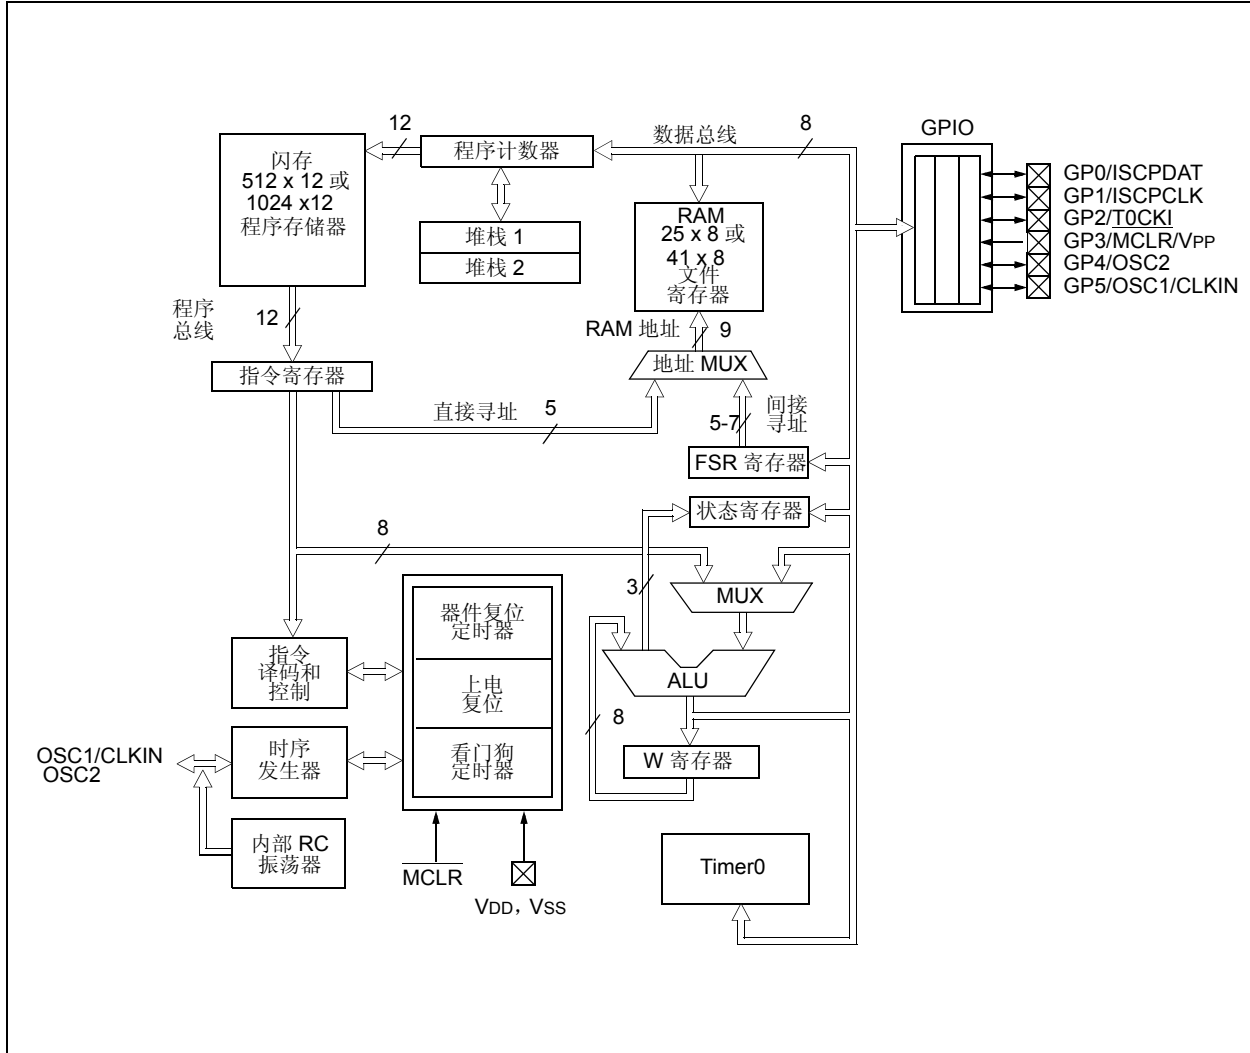 闪存
512 x 12 或
1024 x12
程序存储器
12
程序计数器
数据总线
8
GPIO
GP0/ISCPDAT
GP1/ISCPCLK
GP2/T0CKI
GP3/MCLR/VPP
GP4/OSC2
GP5/OSC1/CLKIN
堆栈 1
堆栈 2
RAM
25 x 8 或
41 x 8
文件
寄存器
程序
总线
12
RAM 地址
9
指令寄存器
地址 MUX
直接寻址
5
5-7
间接
寻址
FSR 寄存器
状态寄存器
8
3
MUX
器件复位
定时器
指令
译码和
控制
上电
复位
ALU
8
OSC1/CLKIN
OSC2
时序
发生器
看门狗
定时器
W 寄存器
内部 RC
振荡器
MCLR
VDD, VSS
Timer0